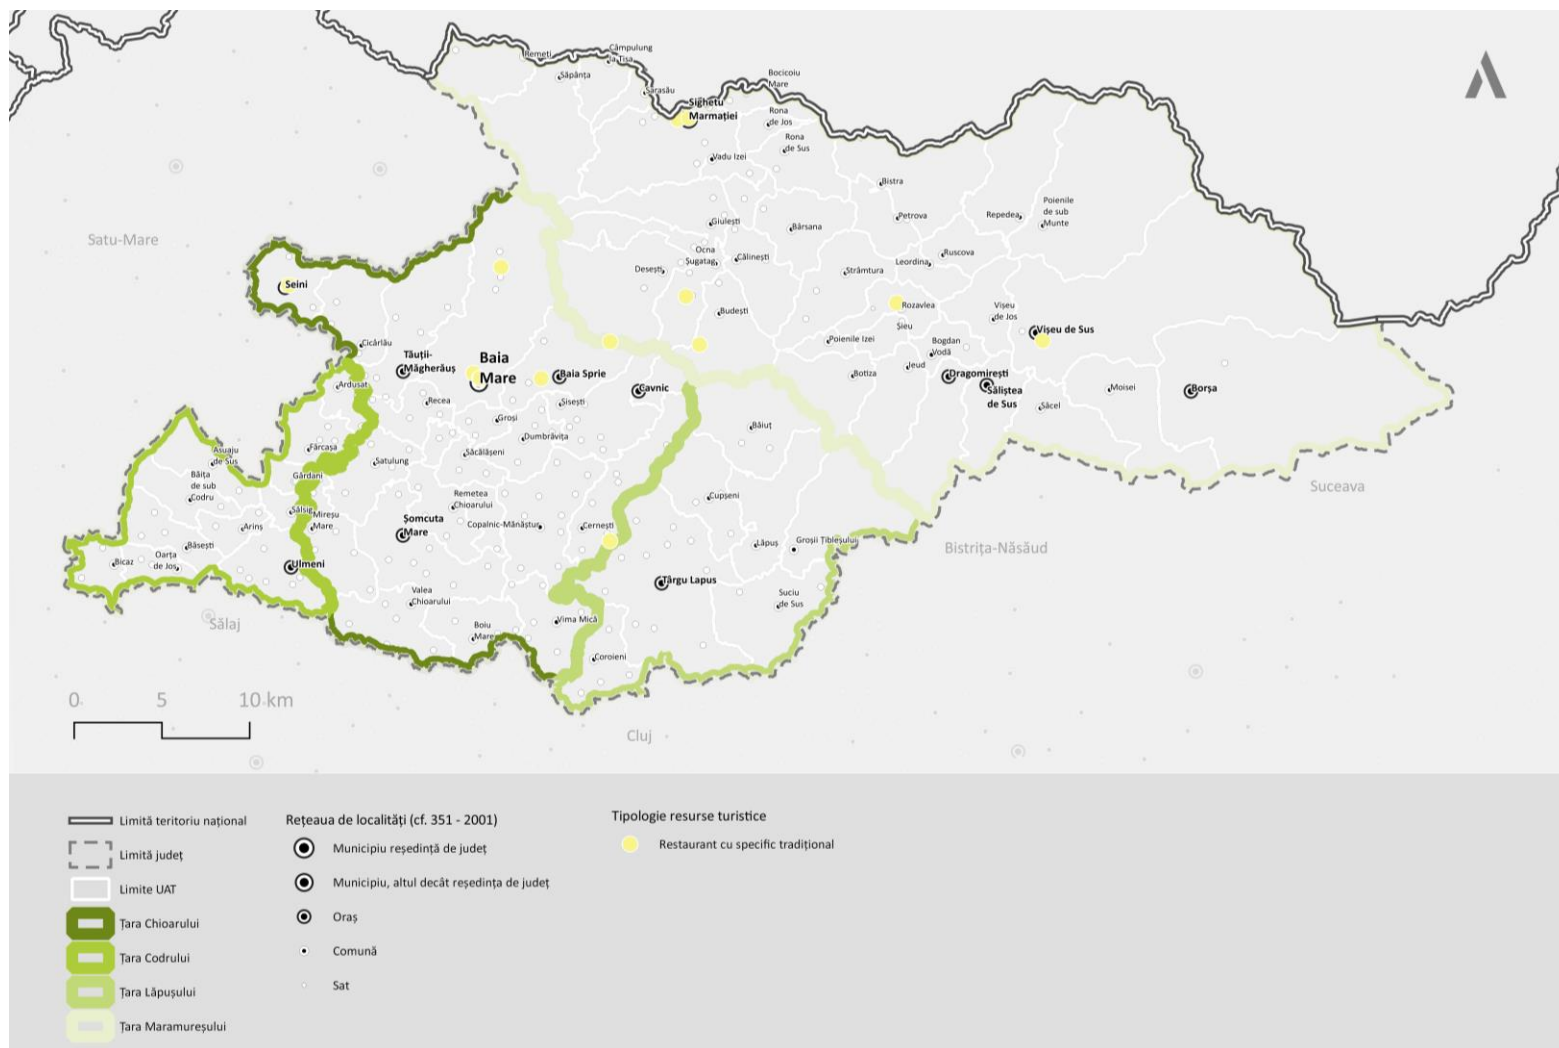 Remeți
Câmpulung
la Tisa
Săpânța
Sarasău
Bocicoiu
Mare
Sighetu
Marmației
Rona
de Jos
Rona
de Sus
Vadu Izei
Bistra
Petrova
Repedea
Poienile
de sub
Munte
Satu-Mare
Giulești
Bârsana
Ocna
Șugatag
Călinești
Desești
Strâmtura
Leordina
Ruscova
Seini
Budești
Rozavlea
Șieu
Vișeu
de Jos
Vișeu de Sus
Cicârlău
Tăuții-
Măgherăuș
Baia
Mare
Baia Sprie
Cavnic
Poienile Izei
Bogdan
Vodă
Botiza
Ieud
Dragomirești
Săliștea
de Sus
Moisei
Borșa
Săcel
Ardusat
Recea
Sisești
Groși
Dumbrăvița
Băiuț
Asuaju
de Sus
Fărcașa
Săcălășeni
Satulung
Băița
de sub
Codru
Gârdani
Suceava
Remetea
Chioarului
Cupșeni
Sălsig
Mireșu
Mare
Șomcuta
Mare
Copalnic-Mănăștur
Cernești
Ariniș
Băsești
Lăpuș
Groșii Țibleșului
Bistrița-Năsăud
Bicaz
Oarța
de Jos
Ulmeni
Târgu Lapus
Valea
Chioarului
Suciu
de Sus
Sălaj
Boiu
Mare
Vima Mică
Coroieni
0 5 10 km
Cluj
Limită teritoriu național
Limită județ
Limite UAT
Țara Chioarului
Țara Codrului
Țara Lăpușului
Țara Maramureșului
Rețeaua de localități (cf. 351 - 2001)
Municipiu reședință de județ
Municipiu, altul decât reședința de județ
Oraș
Comună
Sat
Tipologie resurse turistice
Restaurant cu specific tradițional